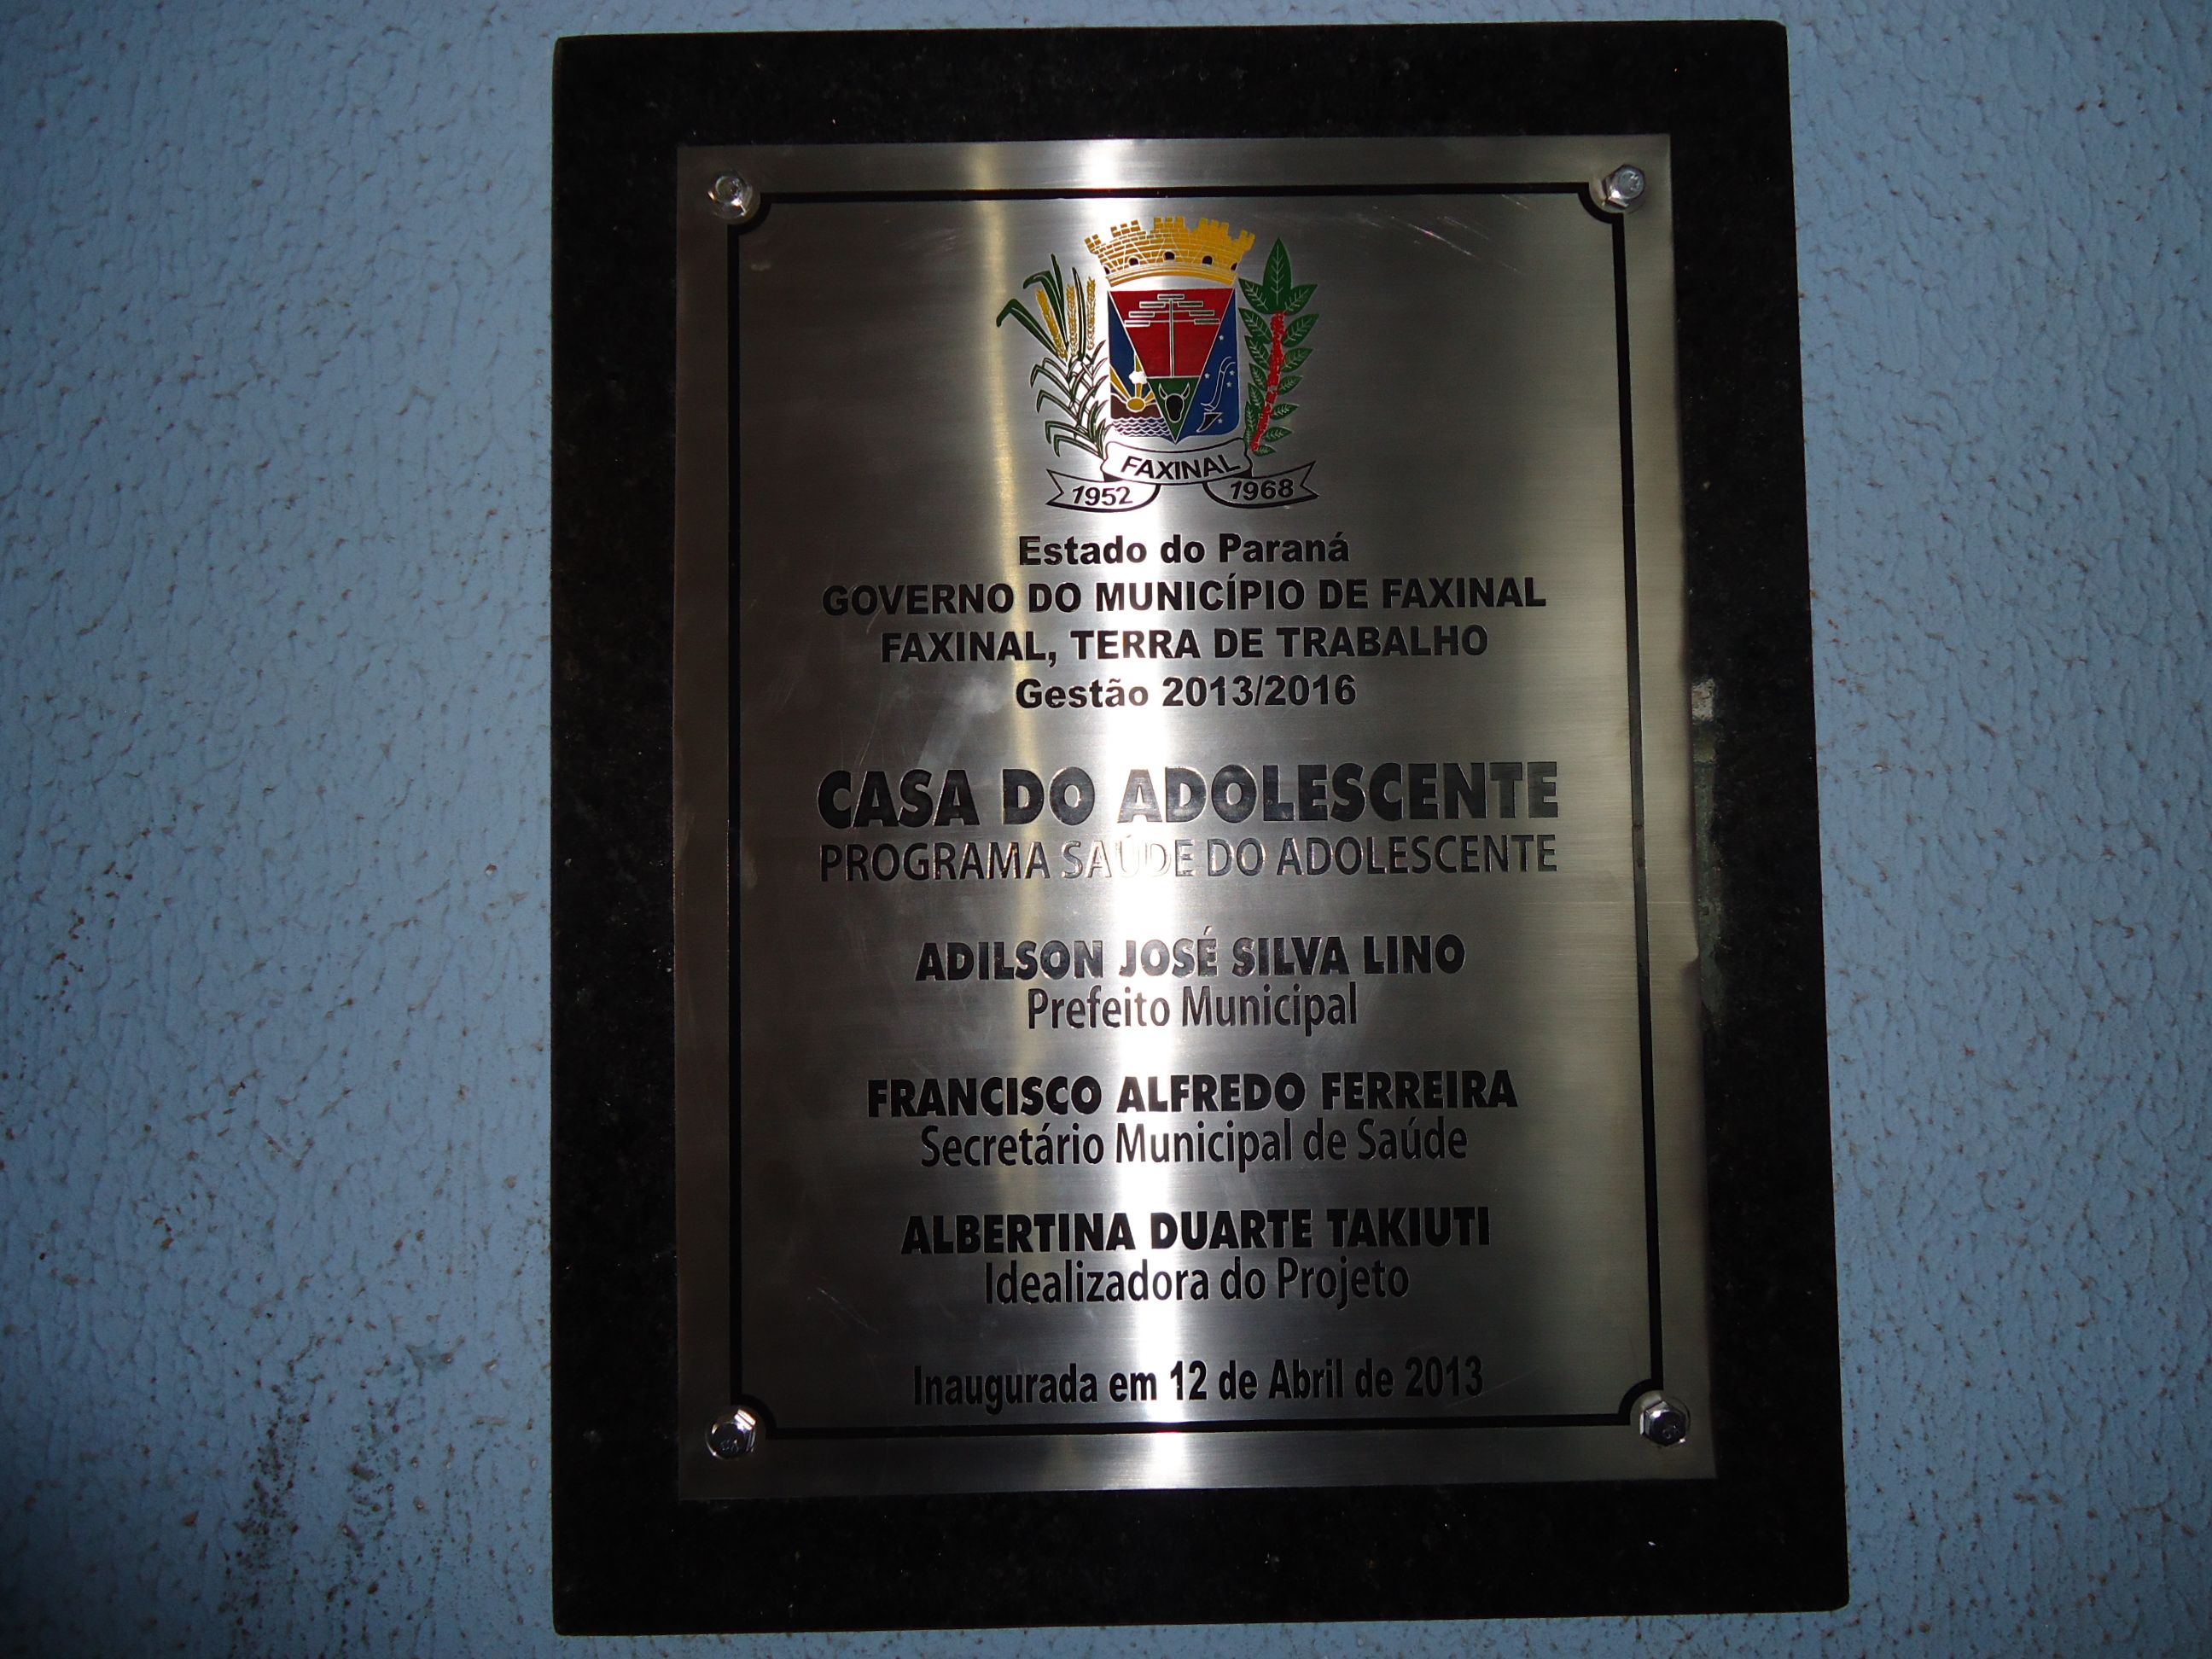 FAXINAL
1952 1968
Estado do Paraná
GOVERNO DO MUNICÍPIO DE FAXINAL
FAXINAL, TERRA DE TRABALHO
Gestão 2013/2016
CASA DO ADOLESCENTE
PROGRAMA SAÚDE DO ADOLESCENTE
ADILSON JOSÉ SILVA LINO
Prefeito Municipal
FRANCISCO ALFREDO FERREIRA
Secretário Municipal de Saúde
ALBERTINA DUARTE TAKIUTI
Idealizadora do Projeto
Inaugurada em 12 de Abril de 2013